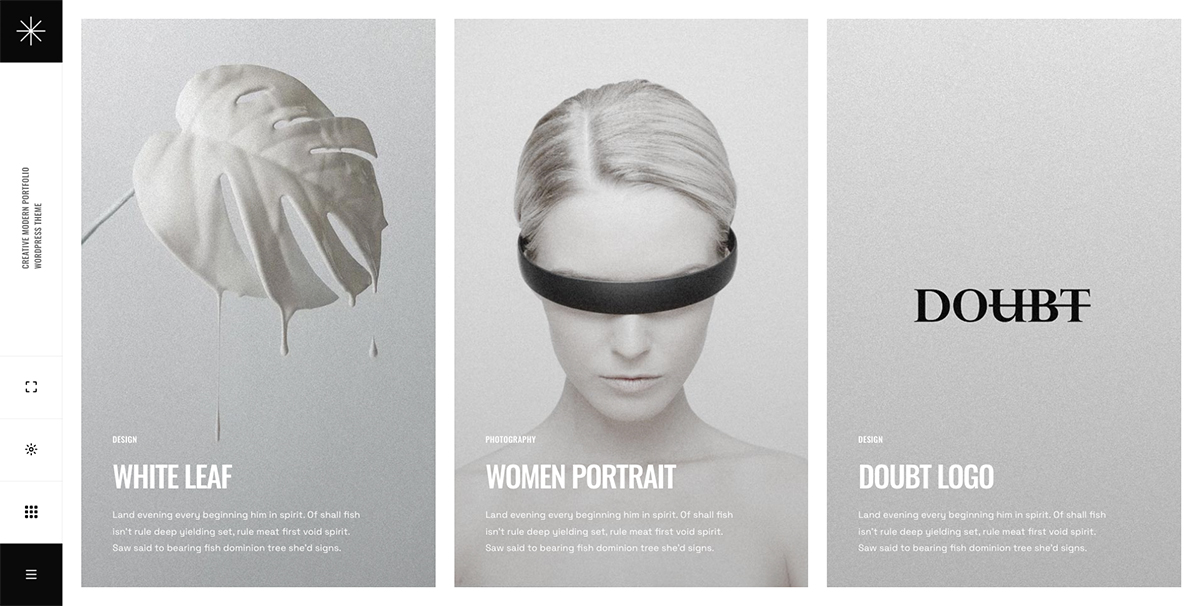 CREATIVE MODERN PORTFOLIO
WORDPRESS THEME
DESIGN
WHITE LEAF
Land evening every beginning him in spirit. Of shall fish
isn't rule deep yielding set, rule meat first void spirit.
Saw said to bearing fish dominion tree she'd signs.
PHOTOGRAPHY
WOMEN PORTRAIT
Land evening every beginning him in spirit. Of shall fish
isn't rule deep yielding set, rule meat first void spirit.
Saw said to bearing fish dominion tree she'd signs.
DOUBT
DESIGN
DOUBT LOGO
Land evening every beginning him in spirit. Of shall fish
isn't rule deep yielding set, rule meat first void spirit.
Saw said to bearing fish dominion tree she'd signs.